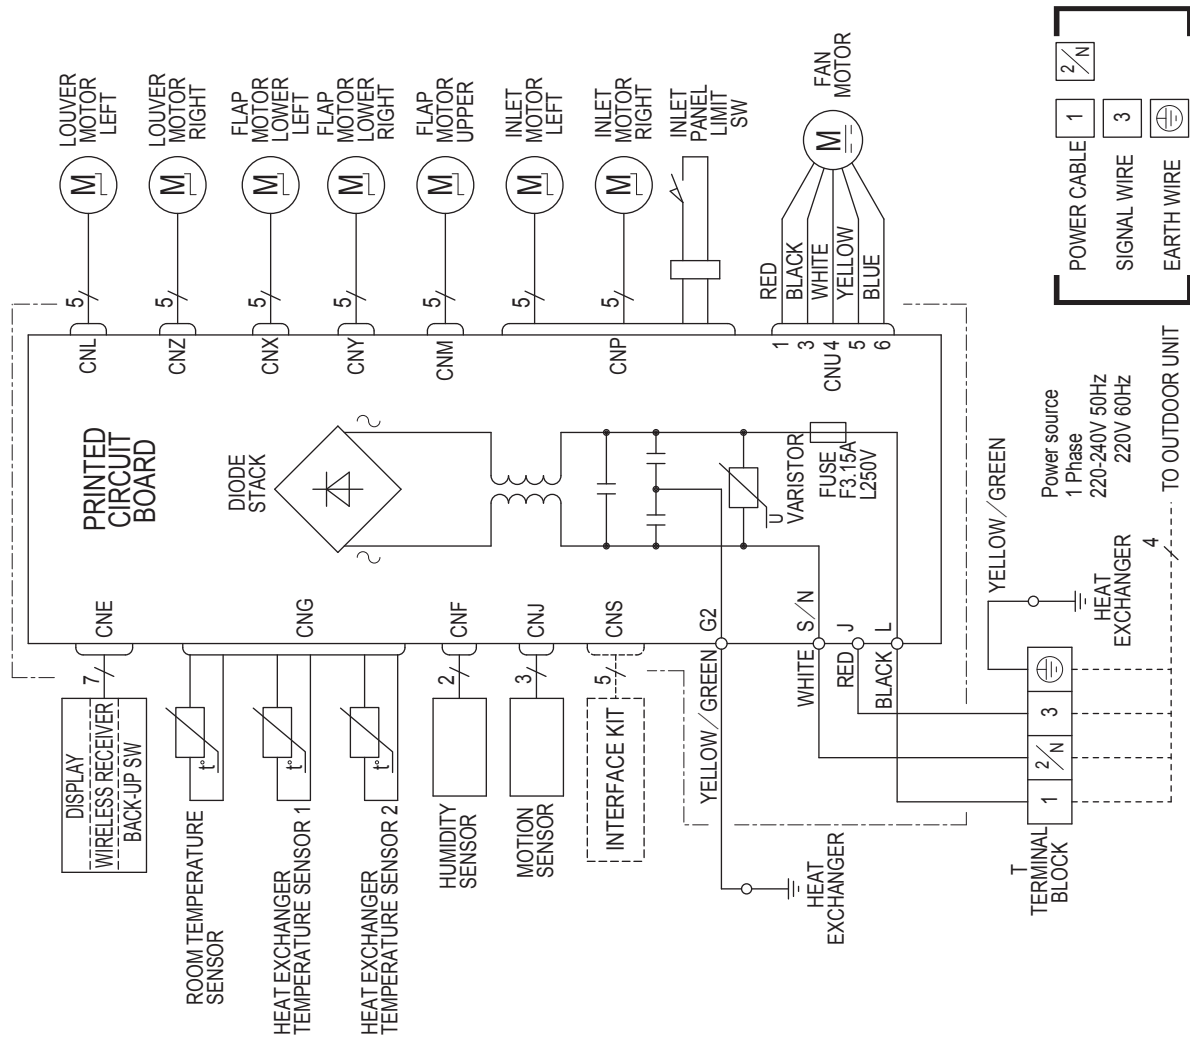 LOUVER
MOTOR
LEFT
LOUVER
MOTOR
RIGHT
FLAP
MOTOR
LOWER
LEFT
FLAP
MOTOR
LOWER
RIGHT
FLAP
MOTOR
UPPER
INLET
MOTOR
LEFT
INLET
MOTOR
RIGHT
INLET
PANEL
LIMIT
SW
FAN
MOTOR
M
M
M
M
M
M
M
M
5
5
5
5
5
5
5
RED
BLACK
WHITE
YELLOW
BLUE
CNL
CNZ
CNX
CNY
CNM
CNP
1
3
CNU 4
5
6
PRINTED
CIRCUIT
BOARD
DIODE
STACK
U
VARISTOR
FUSE
F3.15A
L250V
CNE
CNG
CNF
CNJ
CNS
G2
S/N
J
L
7
2
3
5
YELLOW/GREEN
WHITE
RED
BLACK
DISPLAY
WIRELESS RECEIVER
BACK-UP SW
t°
t°
t°
ROOM TEMPERATURE
SENSOR
HEAT EXCHANGER
TEMPERATURE SENSOR 1
HEAT EXCHANGER
TEMPERATURE SENSOR 2
HUMIDITY
SENSOR
MOTION
SENSOR
INTERFACE KIT
HEAT
EXCHANGER
T
TERMINAL
BLOCK
1
2/N
3
YELLOW/GREEN
HEAT
EXCHANGER
4
TO OUTDOOR UNIT
Power source
1 Phase
220-240V 50Hz
220V 60Hz
POWER CABLE 1 2/N
SIGNAL WIRE 3
EARTH WIRE